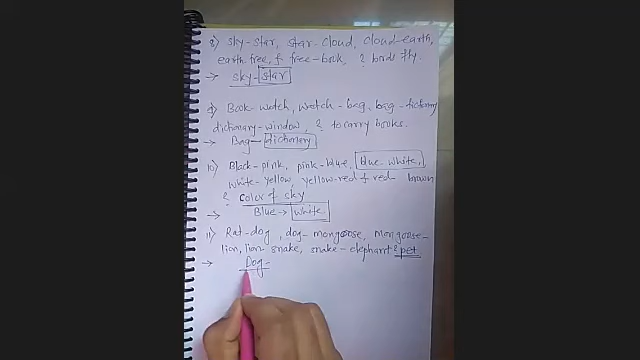 8) sky-star, star-cloud, cloud-earth,
earth-tree, & tree-book, ? birds fly.
→ sky-star
9) Book-watch, watch-bag, bag-dictionary
dictionary-window, ? to carry books.
→ Bag-dictionary
10) Black-pink, pink-blue, Blue-white,
white-yellow, yellow-red & red-brown
? color of sky
→ Blue → white
11) Rat-dog, dog-mongoose, mongoose-
lion, lion snake, snake-elephant ? pet
→ Dog-